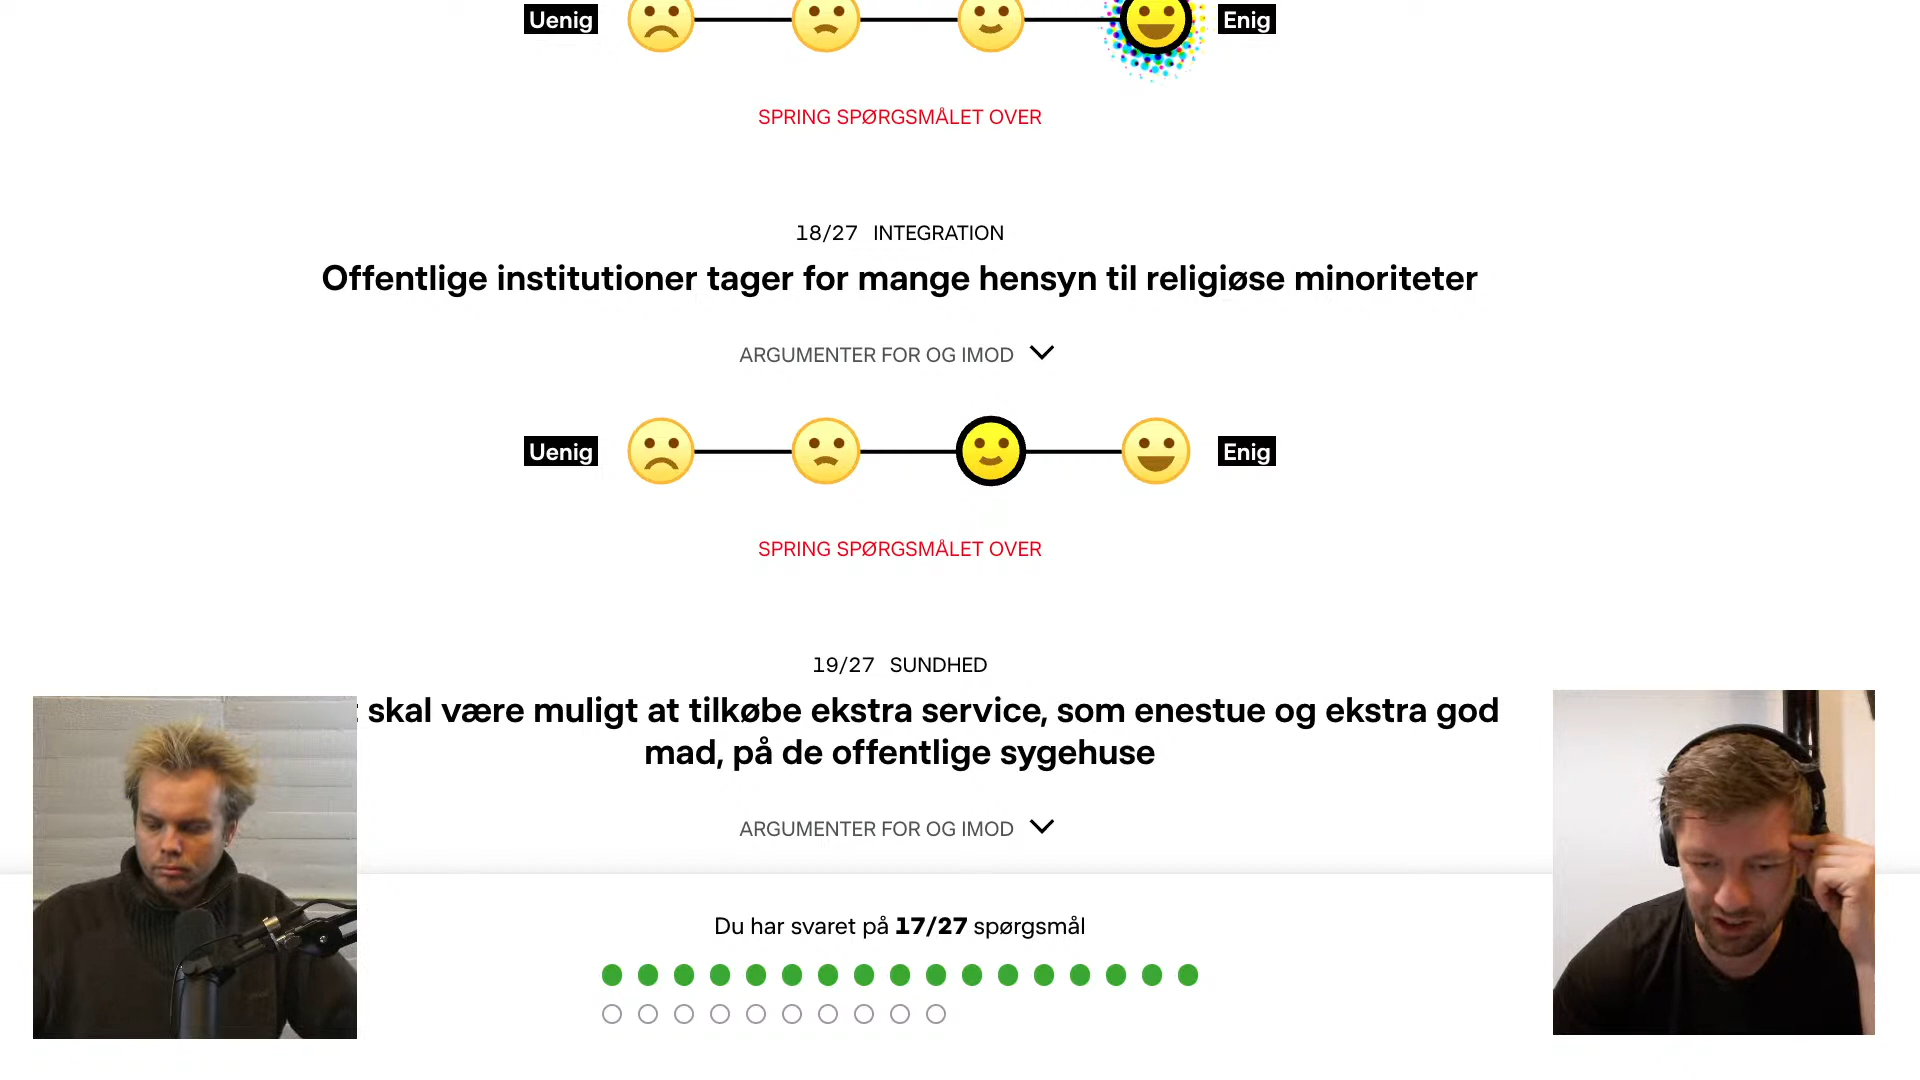 Uenig
Enig
SPRING SPØRGSMÅLET OVER
18/27 INTEGRATION
Offentlige institutioner tager for mange hensyn til religiøse minoriteter
ARGUMENTER FOR OG IMOD
Uenig
Enig
SPRING SPØRGSMÅLET OVER
19/27 SUNDHED
skal være muligt at tilkøbe ekstra service, som enestue og ekstra god
mad, på de offentlige sygehuse
ARGUMENTER FOR OG IMOD
Du har svaret på 17/27 spørgsmål